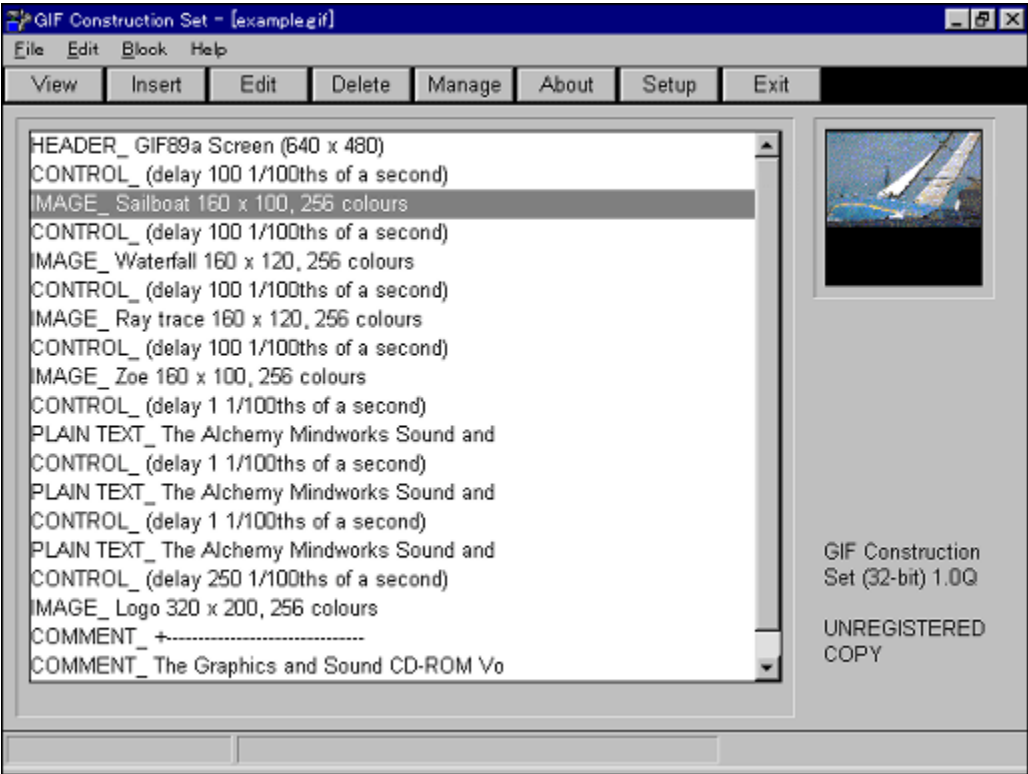 GIF Construction Set - [example.gif]
File Edit Block Help
View Insert Edit Delete Manage About Setup Exit
HEADER_ GIF89a Screen (640 x 480)
CONTROL_ (delay 100 1/100ths of a second)
IMAGE_ Sailboat 160 x 100, 256 colours
CONTROL_ (delay 100 1/100ths of a second)
IMAGE_ Waterfall 160 x 120, 256 colours
CONTROL_ (delay 100 1/100ths of a second)
IMAGE_ Ray trace 160 x 120, 256 colours
CONTROL_ (delay 100 1/100ths of a second)
IMAGE_ Zoe 160 x 100, 256 colours
CONTROL_ (delay 1 1/100ths of a second)
PLAIN TEXT_ The Alchemy Mindworks Sound and
CONTROL_ (delay 1 1/100ths of a second)
PLAIN TEXT_ The Alchemy Mindworks Sound and
CONTROL_ (delay 1 1/100ths of a second)
PLAIN TEXT_ The Alchemy Mindworks Sound and
CONTROL_ (delay 250 1/100ths of a second)
IMAGE_ Logo 320 x 200, 256 colours
COMMENT_ +-------------------------------
COMMENT_ The Graphics and Sound CD-ROM Vo
GIF Construction
Set (32-bit) 1.0Q
UNREGISTERED
COPY